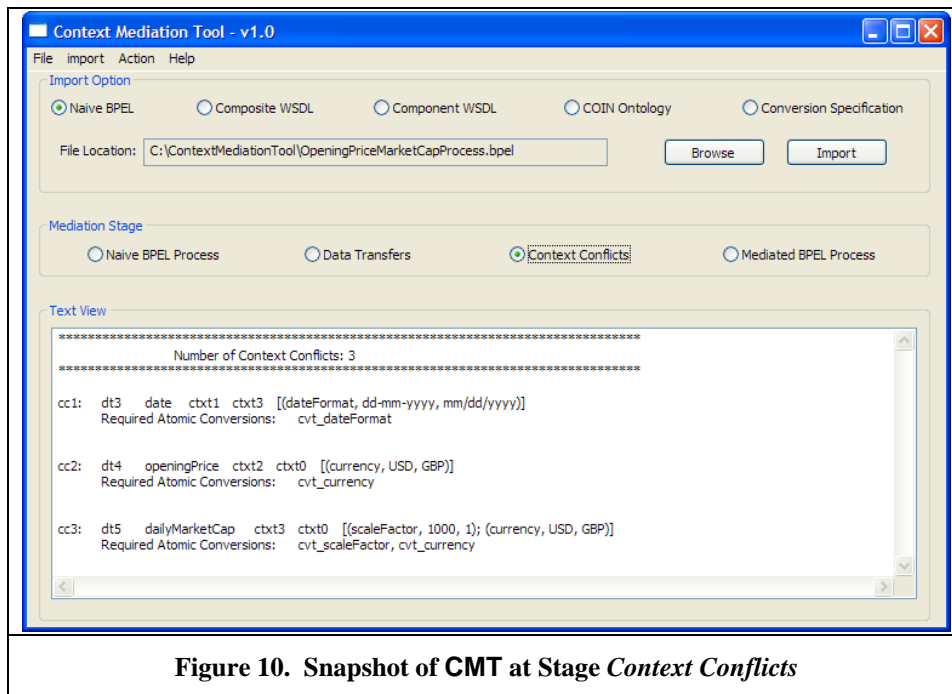 Context Mediation Tool - v1.0
File import Action Help
Import Option
Naive BPEL Composite WSDL Component WSDL COIN Ontology Conversion Specification
File Location: C:\ContextMediationTool\OpeningPriceMarketCapProcess.bpel Browse Import
Mediation Stage
Naive BPEL Process Data Transfers Context Conflicts Mediated BPEL Process
Text View
********************************************************************************
Number of Context Conflicts: 3
********************************************************************************
cc1: dt3 date ctxt1 ctxt3 [(dateFormat, dd-mm-yyyy, mm/dd/yyyy)]
Required Atomic Conversions: cvt_dateFormat
cc2: dt4 openingPrice ctxt2 ctxt0 [(currency, USD, GBP)]
Required Atomic Conversions: cvt_currency
cc3: dt5 dailyMarketCap ctxt3 ctxt0 [(scaleFactor, 1000, 1); (currency, USD, GBP)]
Required Atomic Conversions: cvt_scaleFactor, cvt_currency
Figure 10. Snapshot of CMT at Stage Context Conflicts